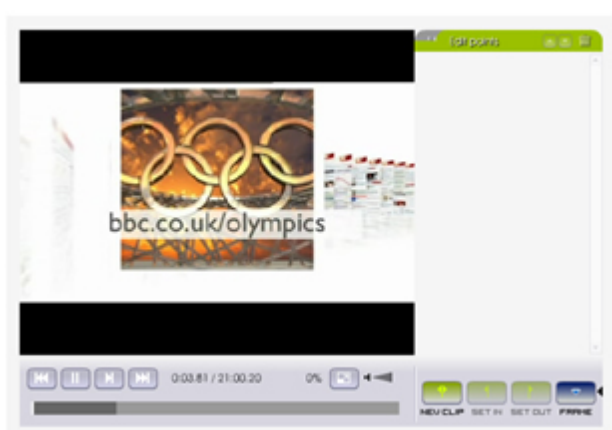 Edit points
bbc.co.uk/olympics
0:03.81 / 21:00.20
0%
NEW CLIP SET IN SET OUT FRAME